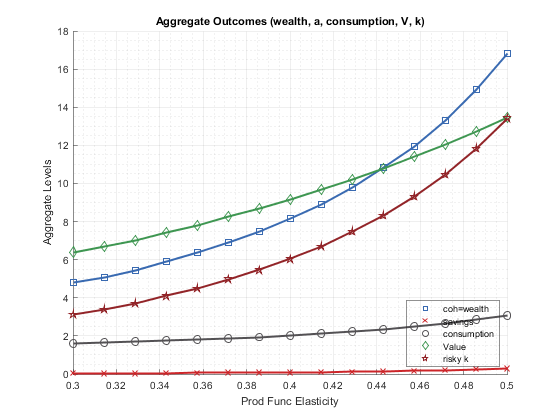 Aggregate Outcomes (wealth, a, consumption, V, k)
18
16
14
12
10
8
6
4
2
0
Aggregate Levels
0.3 0.32 0.34 0.36 0.38 0.4 0.42 0.44 0.46 0.48 0.5
Prod Func Elasticity
coh=wealth
savings
consumption
Value
risky k